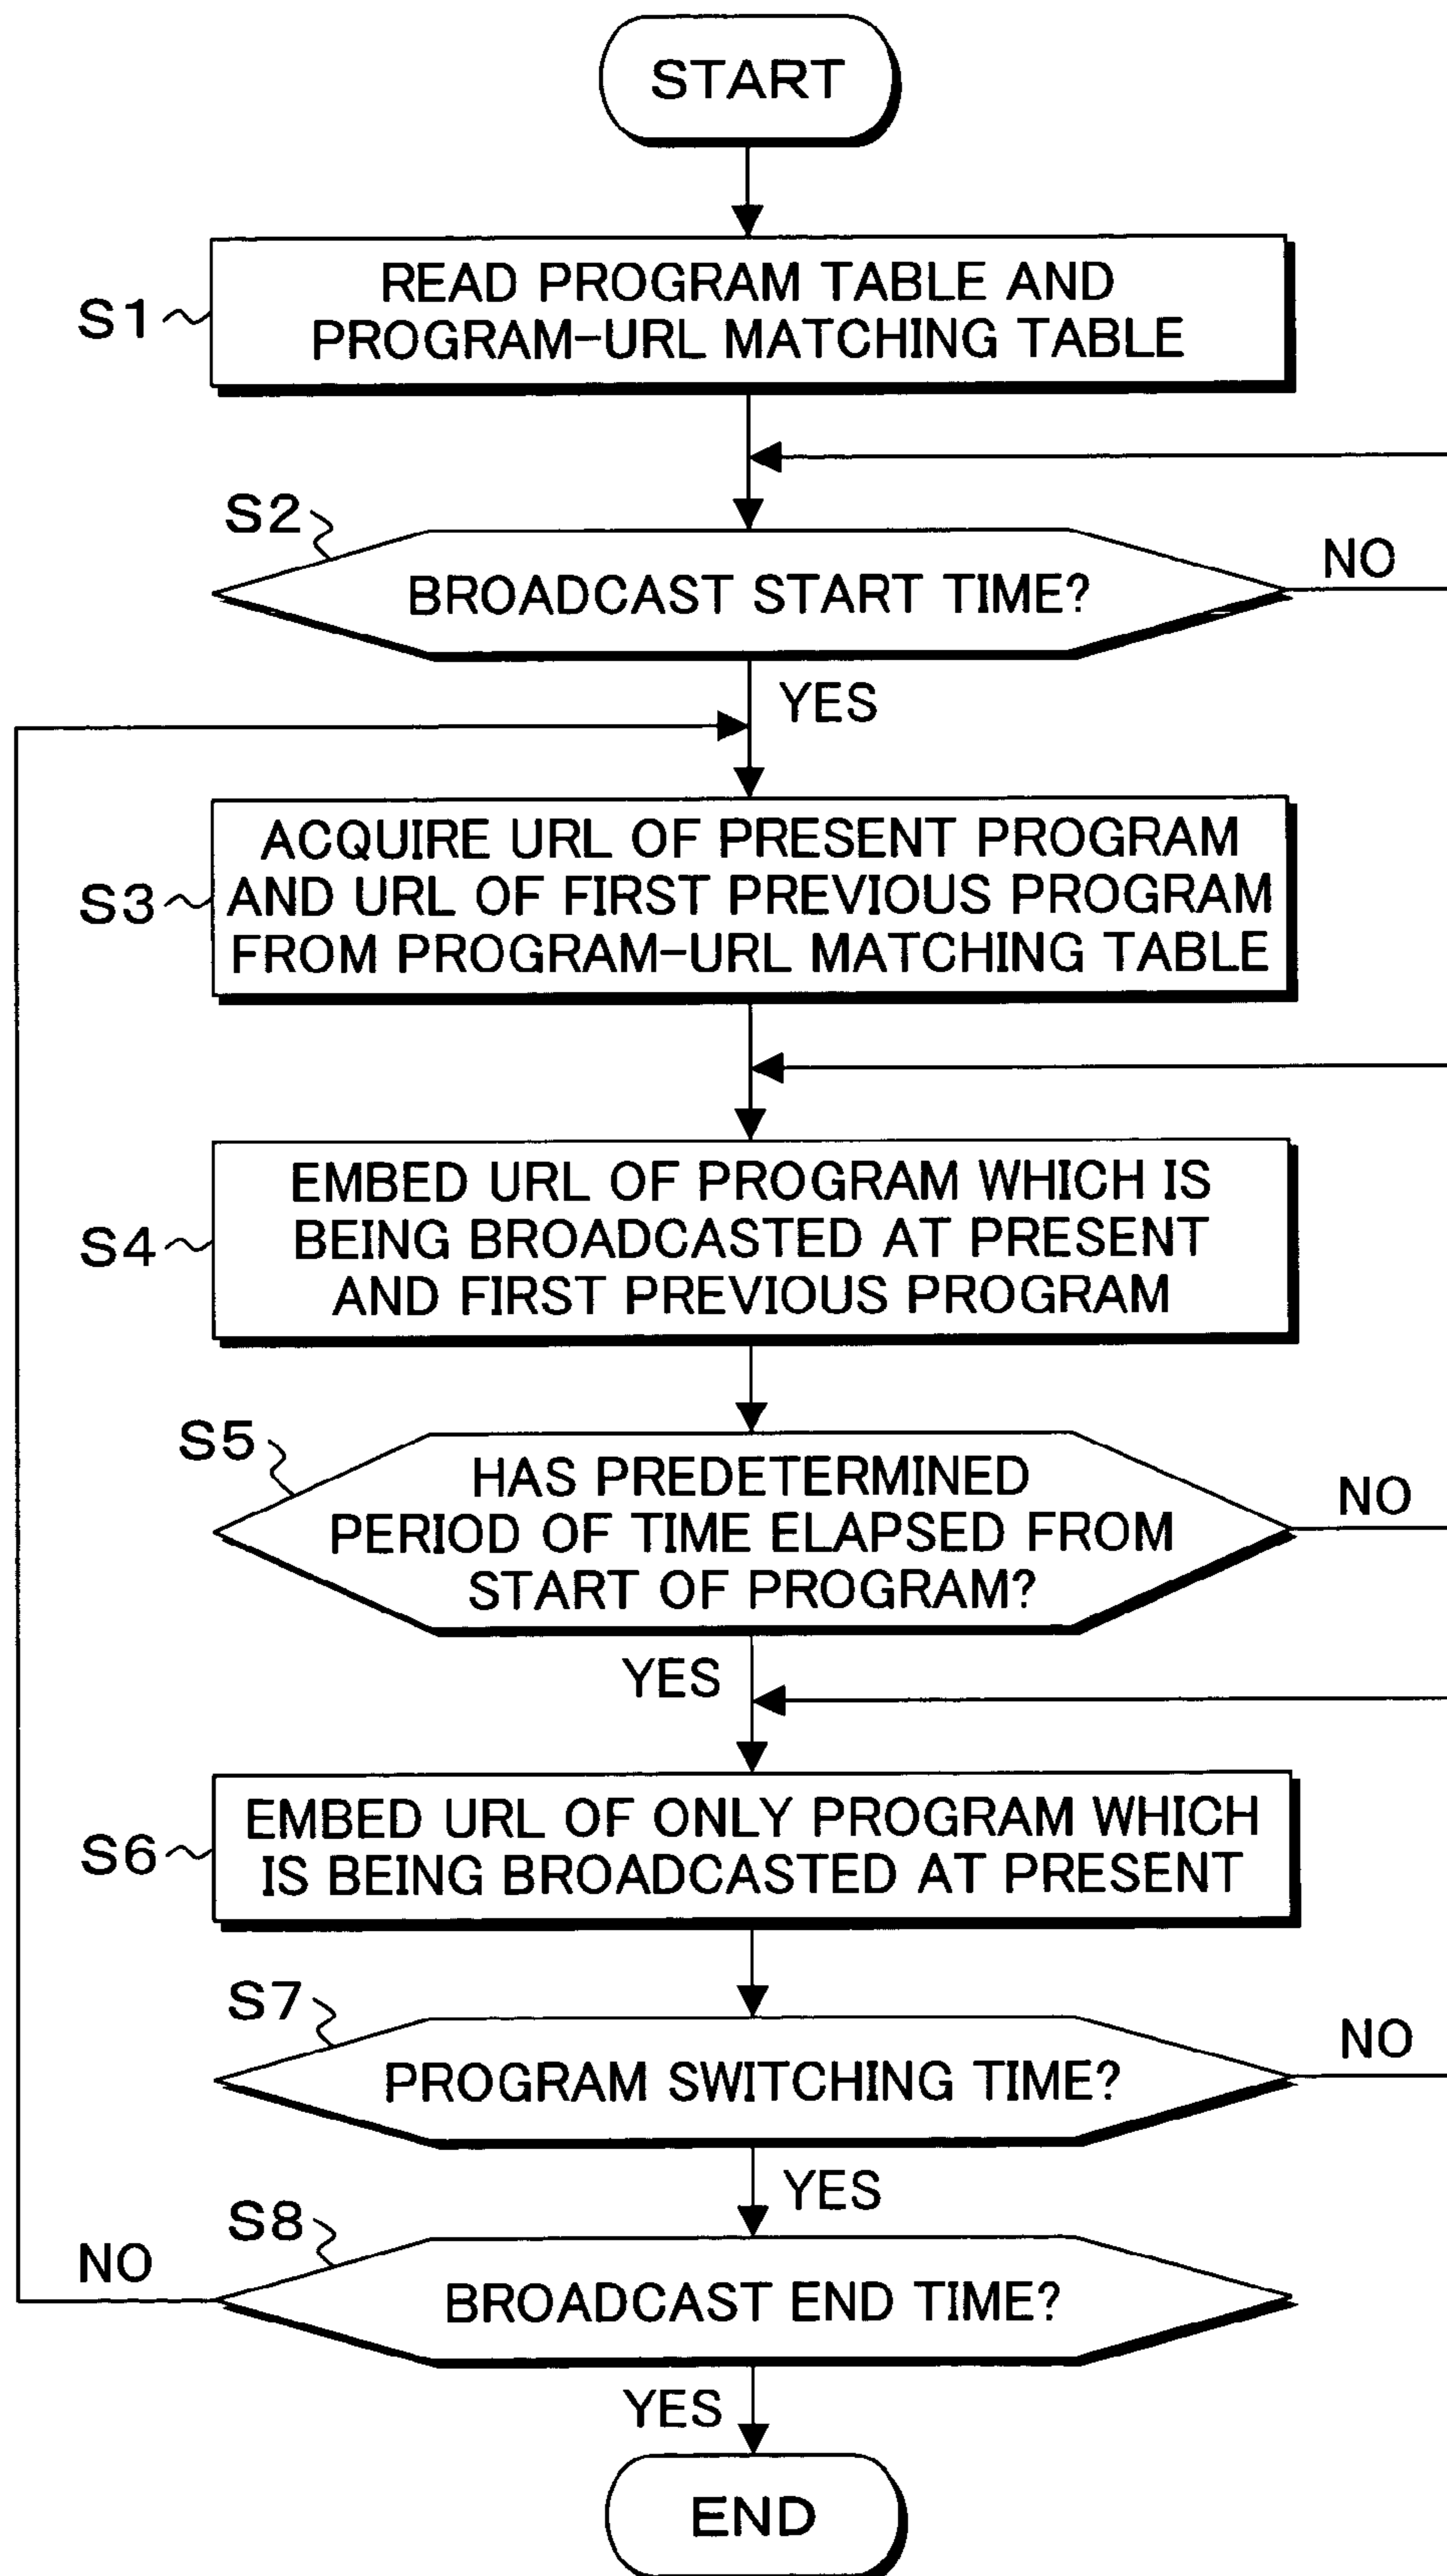 START
S1
READ PROGRAM TABLE AND
PROGRAM-URL MATCHING TABLE
S2
BROADCAST START TIME?
NO
YES
S3
ACQUIRE URL OF PRESENT PROGRAM
AND URL OF FIRST PREVIOUS PROGRAM
FROM PROGRAM-URL MATCHING TABLE
S4
EMBED URL OF PROGRAM WHICH IS
BEING BROADCASTED AT PRESENT
AND FIRST PREVIOUS PROGRAM
S5
HAS PREDETERMINED
PERIOD OF TIME ELAPSED FROM
START OF PROGRAM?
NO
YES
S6
EMBED URL OF ONLY PROGRAM WHICH
IS BEING BROADCASTED AT PRESENT
S7
PROGRAM SWITCHING TIME?
NO
YES
S8
BROADCAST END TIME?
NO
YES
END